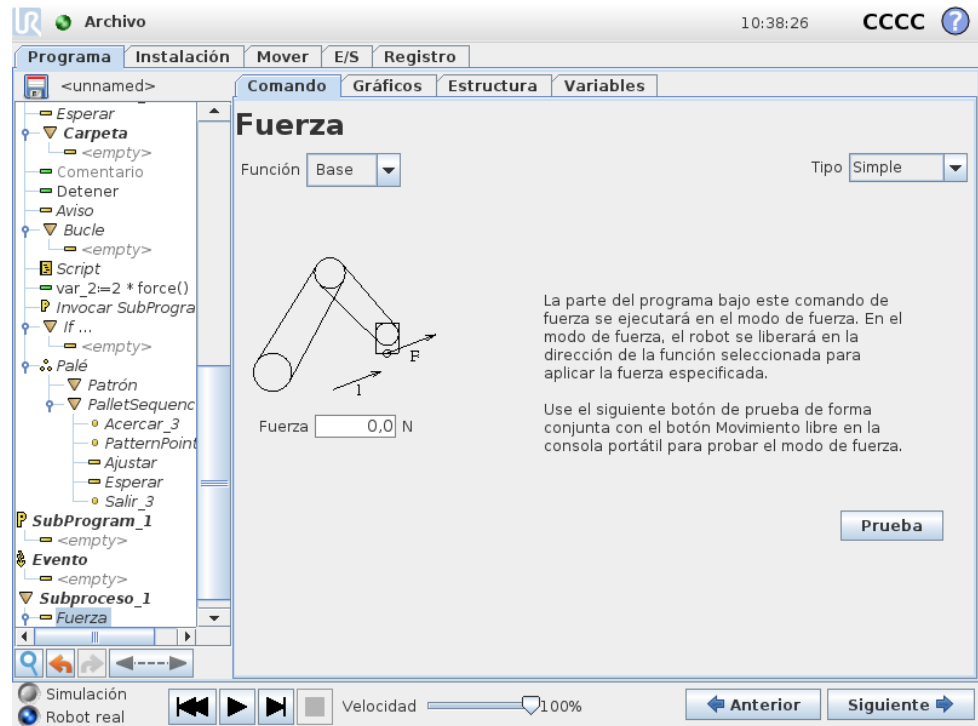 UR Archivo 10:38:26 CCCC ?
Programa Instalación Mover E/S Registro
<unnamed>
Comando Gráficos Estructura Variables
Esperar
Carpeta
<empty>
Comentario
Detener
Aviso
Bucle
<empty>
Script
var_2:=2 * force()
P Invocar SubProgra
If ...
<empty>
Palé
Patrón
PalletSequenc
Acercar_3
PatternPoint
Ajustar
Esperar
Salir_3
P SubProgram_1
<empty>
Evento
<empty>
Subproceso_1
Fuerza
Fuerza
Función Base
Tipo Simple
F
1
Fuerza 0,0 N
La parte del programa bajo este comando de
fuerza se ejecutará en el modo de fuerza. En el
modo de fuerza, el robot se liberará en la
dirección de la función seleccionada para
aplicar la fuerza especificada.
Use el siguiente botón de prueba de forma
conjunta con el botón Movimiento libre en la
consola portátil para probar el modo de fuerza.
Prueba
Simulación
Robot real
Velocidad 100%
Anterior Siguiente